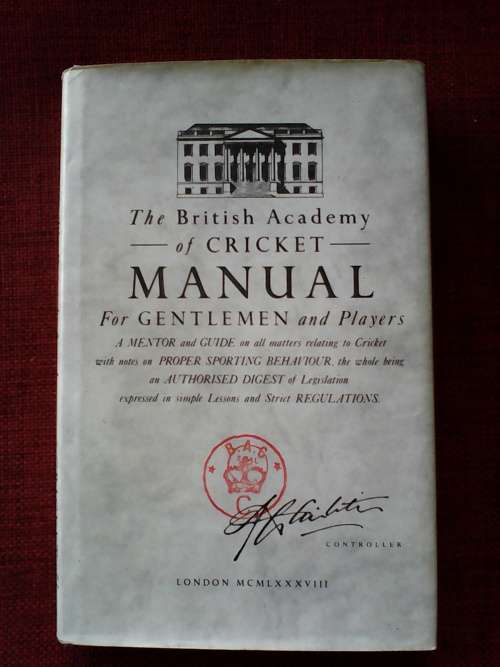 The British Academy
of CRICKET
MANUAL
For GENTLEMEN and Players
A MENTOR and GUIDE on all matters relating to Cricket
with notes on PROPER SPORTING BEHAVIOUR, the whole being
an AUTHORISED DIGEST of Legislation
expressed in simple Lessons and Strict REGULATIONS.
B.A.C
C
CONTROLLER
LONDON MCMLXXXVIII